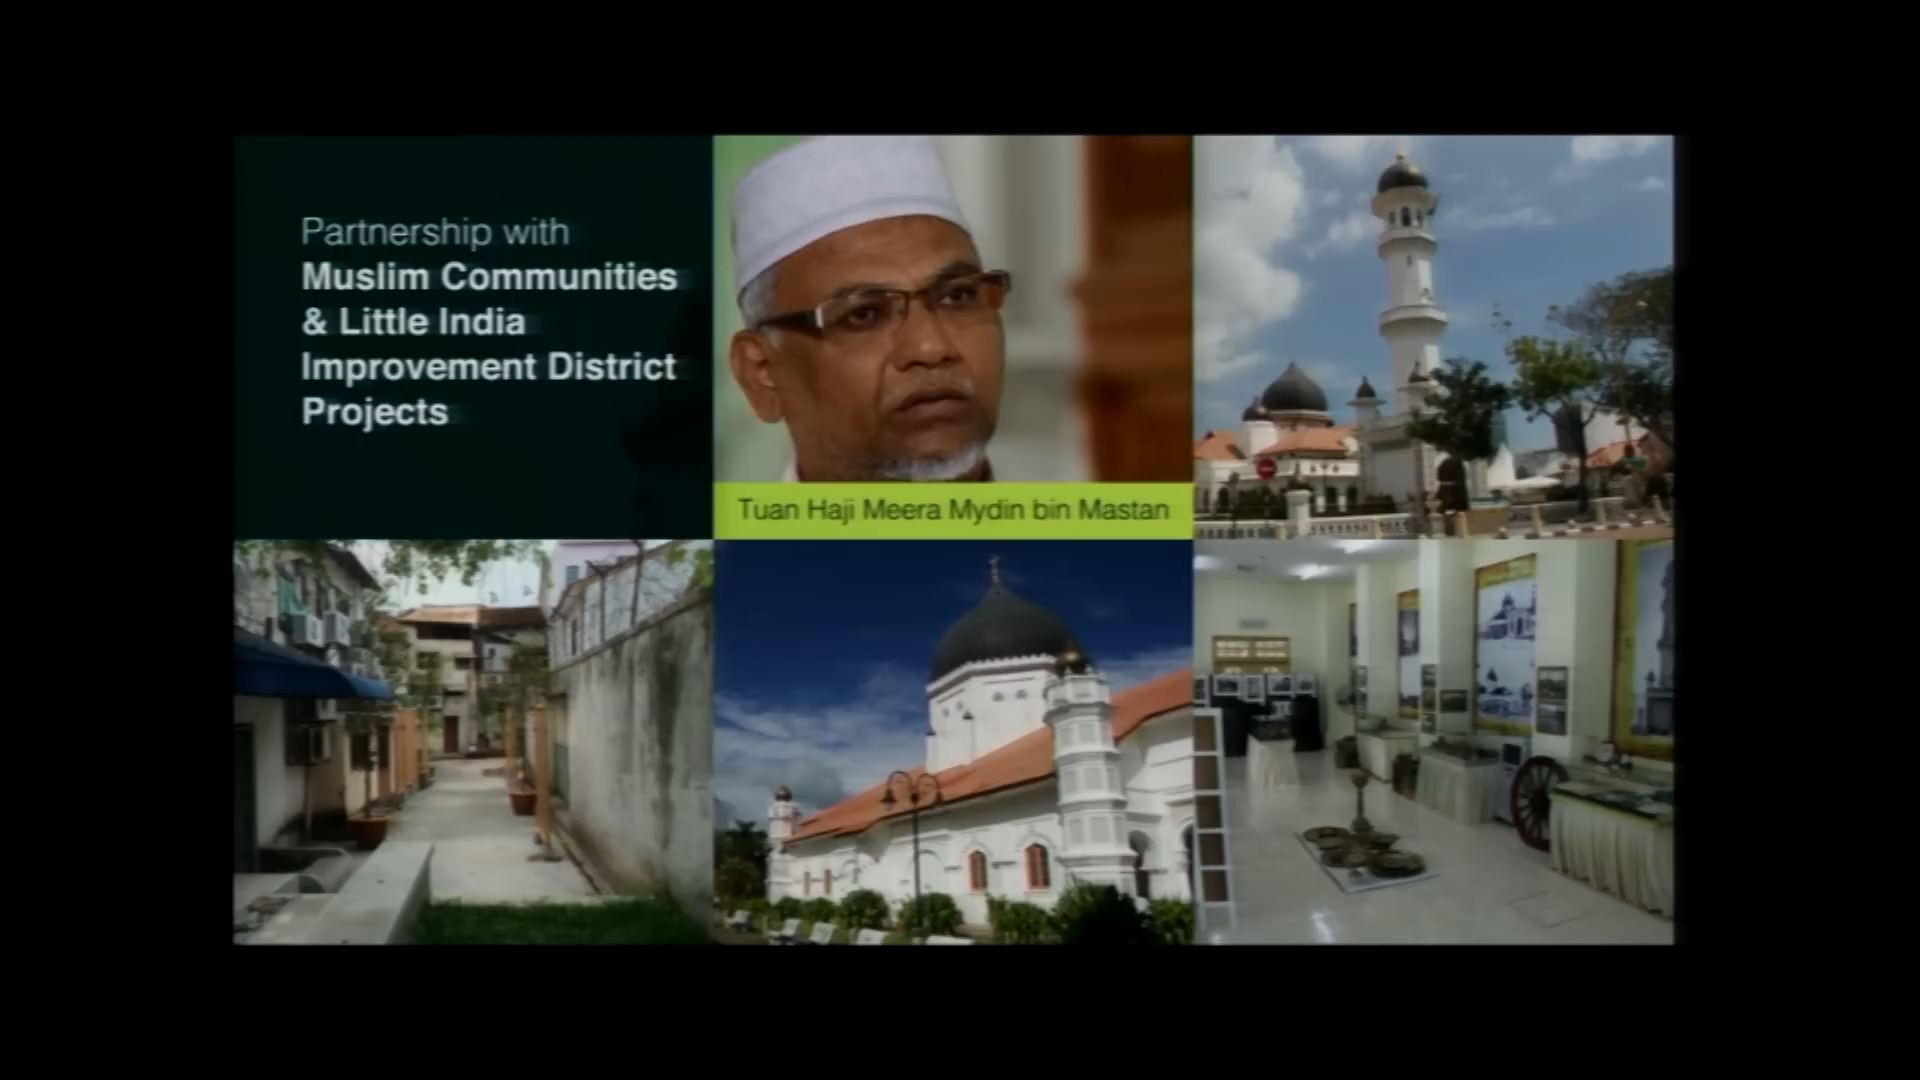 Partnership with
Muslim Communities
& Little India
Improvement District
Projects
Tuan Haji Meera Mydin bin Mastan